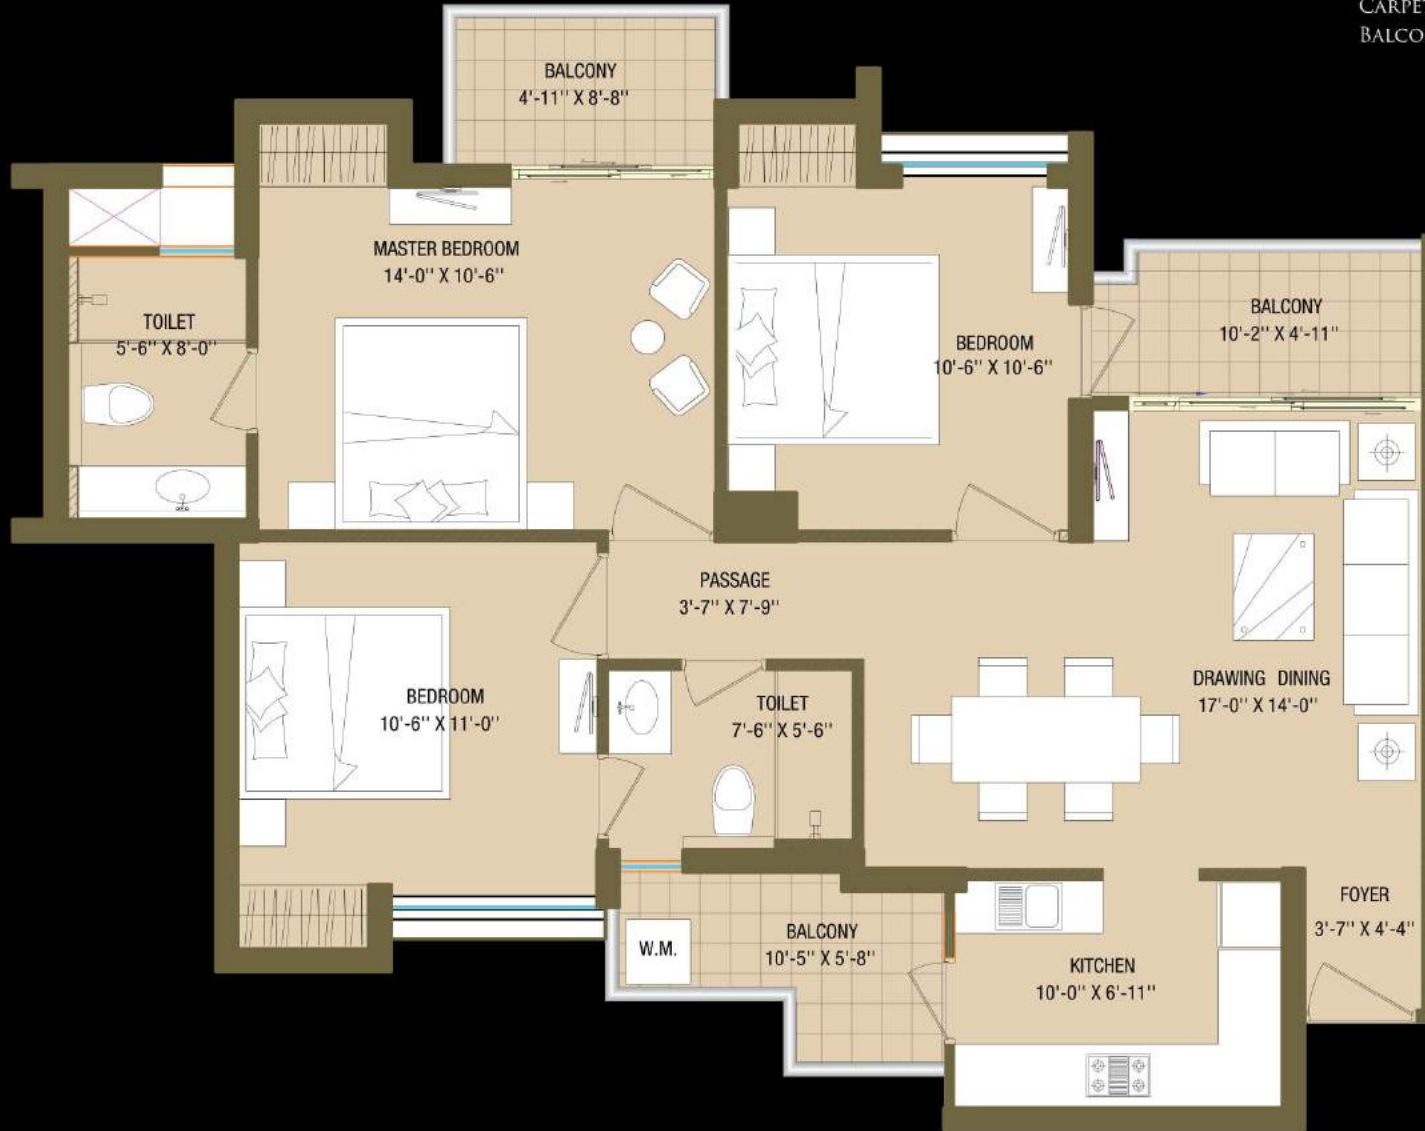 BALCONY
4'-11" X 8'-8"
MASTER BEDROOM
14'-0" X 10'-6"
TOILET
5'-6" X 8'-0"
BEDROOM
10'-6" X 10'-6"
BALCONY
10'-2" X 4'-11"
PASSAGE
3'-7" X 7'-9"
BEDROOM
10'-6" X 11'-0"
TOILET
7'-6" X 5'-6"
DRAWING DINING
17'-0" X 14'-0"
FOYER
3'-7" X 4'-4"
W.M.
BALCONY
10'-5" X 5'-8"
KITCHEN
10'-0" X 6'-11"